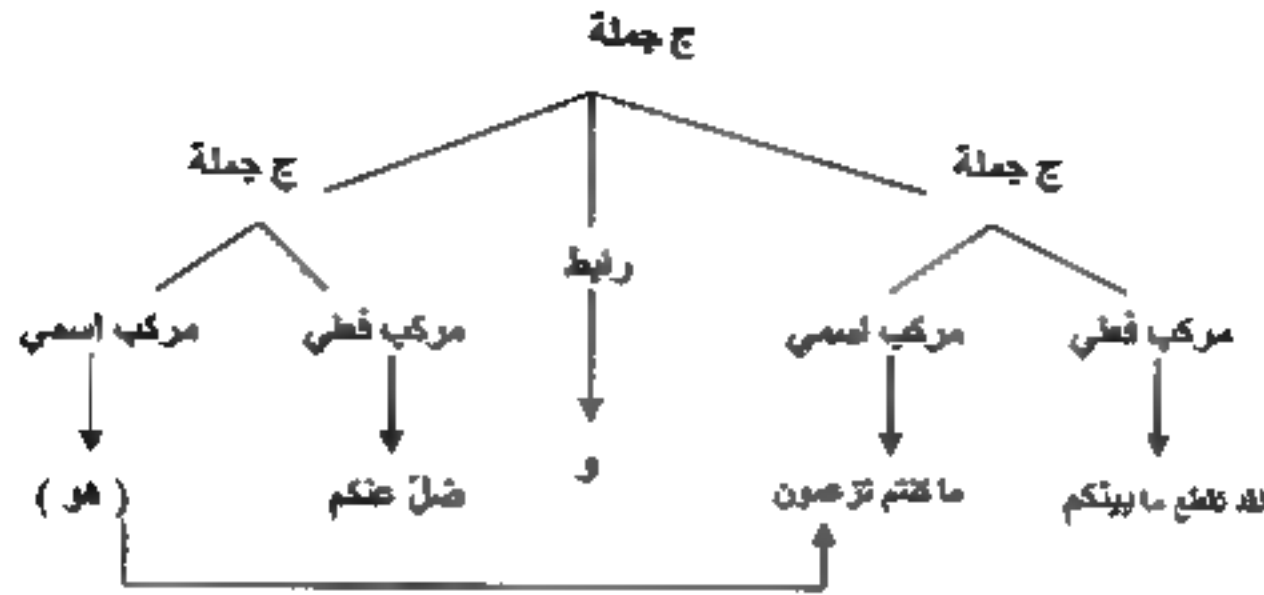 ج جملة
ج جملة ج جملة
رابط
مركب فعلي مركب اسمي مركب فعلي مركب اسمي
لقد تقطع ما بينكم ما كنتم تزعمون و ضلّ عنكم ( هو )